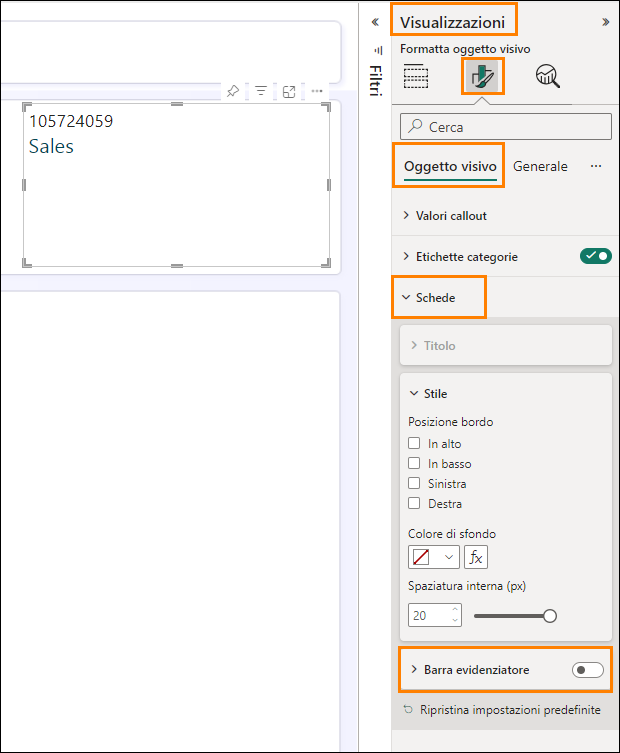 105724059
Sales
Filtri
Visualizzazioni
Formatta oggetto visivo
Cerca
Oggetto visivo
Generale
Valori callout
Etichette categorie
Schede
Titolo
Stile
Posizione bordo
In alto
In basso
Sinistra
Destra
Colore di sfondo
fx
Spaziatura interna (px)
20
Barra evidenziatore
Ripristina impostazioni predefinite